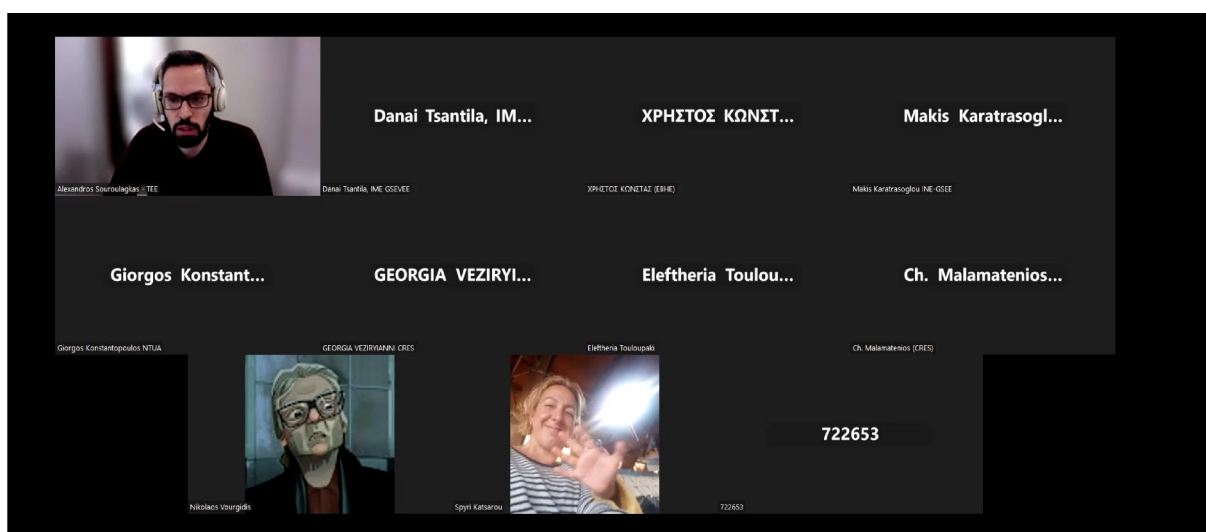 Danai Tsantila, IM...
ΧΡΗΣΤΟΣ ΚΩΝΣΤ...
Makis Karatrasogl...
Alexandros Souroulagkas - TEE
Danai Tsantila, IME GSEVEE
ΧΡΗΣΤΟΣ ΚΩΝΣΤΑΣ (ΕΒΗΕ)
Makis Karatrasoglou INE-GSEE
Giorgos Konstant...
GEORGIA VEZIRYI...
Eleftheria Toulou...
Ch. Malamatenios...
Giorgos Konstantopoulos NTUA
GEORGIA VEZIRYIANNI CRES
Eleftheria Touloupaki
Ch. Malamatenios (CRES)
722653
Nikolaos Vourgidis
Spyri Katsarou
722653